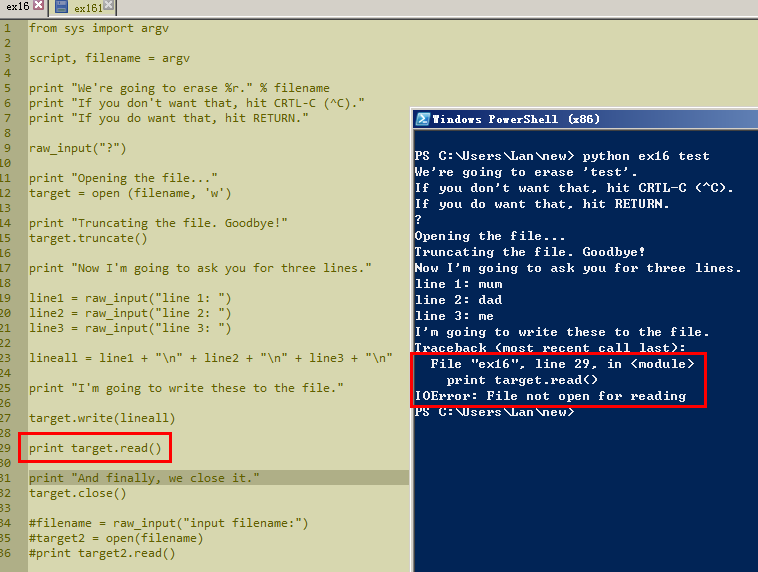 ex16
ex161
1 from sys import argv
2
3 script, filename = argv
4
5 print "We're going to erase %r." % filename
6 print "If you don't want that, hit CRTL-C (^C)."
7 print "If you do want that, hit RETURN."
8
9 raw_input("?")
10
11 print "Opening the file..."
12 target = open (filename, 'w')
13
14 print "Truncating the file. Goodbye!"
15 target.truncate()
16
17 print "Now I'm going to ask you for three lines."
18
19 line1 = raw_input("line 1: ")
20 line2 = raw_input("line 2: ")
21 line3 = raw_input("line 3: ")
22
23 lineall = line1 + "\n" + line2 + "\n" + line3 + "\n"
24
25 print "I'm going to write these to the file."
26
27 target.write(lineall)
28
29 print target.read()
30
31 print "And finally, we close it."
32 target.close()
33
34 #filename = raw_input("input filename:")
35 #target2 = open(filename)
36 #print target2.read()
Windows PowerShell (x86)
PS C:\Users\Lan\new> python ex16 test
We're going to erase 'test'.
If you don't want that, hit CRTL-C (^C).
If you do want that, hit RETURN.
?
Opening the file...
Truncating the file. Goodbye!
Now I'm going to ask you for three lines.
line 1: mum
line 2: dad
line 3: me
I'm going to write these to the file.
Traceback (most recent call last):
File "ex16", line 29, in <module>
print target.read()
IOError: File not open for reading
PS C:\Users\Lan\new>